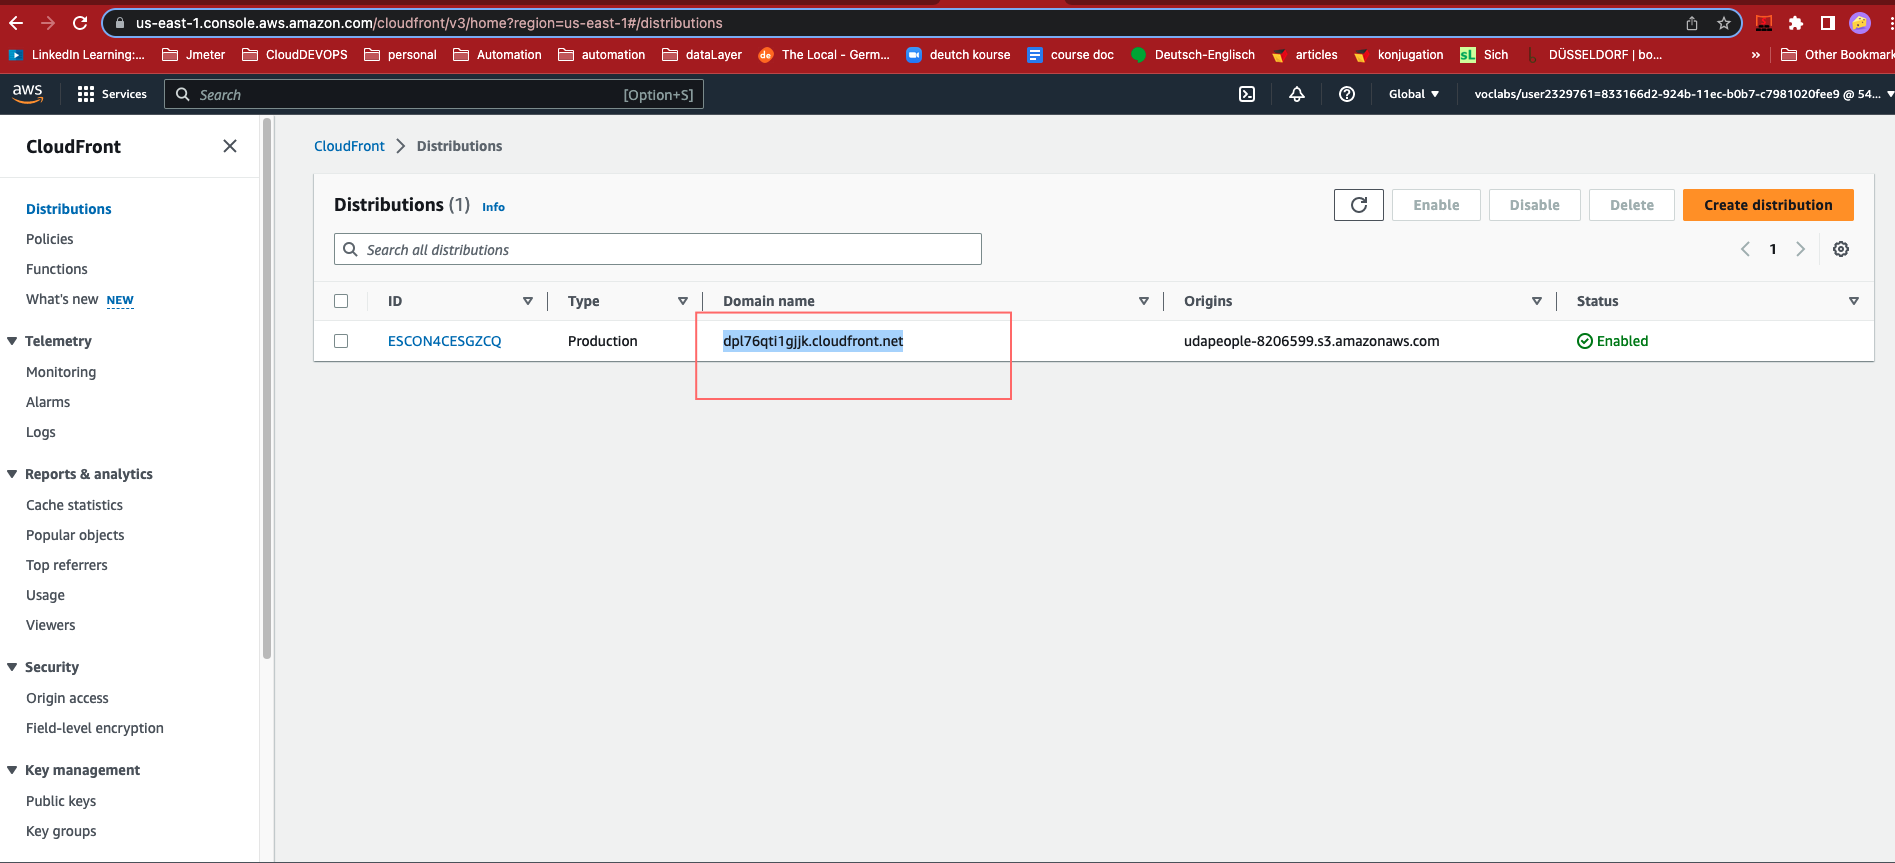 us-east-1.console.aws.amazon.com/cloudfront/v3/home?region=us-east-1#/distributions
LinkedIn Learning:... Jmeter CloudDEVOPS personal Automation automation dataLayer de The Local - Germ... deutch kourse course doc Deutsch-Englisch articles konjugation sL Sich DÜSSELDORF | bo... » Other Bookmark
aws Services Search [Option+S] Global voclabs/user2329761=833166d2-924b-11ec-b0b7-c7981020fee9 @ 54...
CloudFront
Distributions
Policies
Functions
What's new NEW
Telemetry
Monitoring
Alarms
Logs
Reports & analytics
Cache statistics
Popular objects
Top referrers
Usage
Viewers
Security
Origin access
Field-level encryption
Key management
Public keys
Key groups
CloudFront > Distributions
Distributions (1) Info
Enable Disable Delete Create distribution
Search all distributions
1
ID Type Domain name Origins Status
ESCON4CESGZCQ Production dpl76qti1gjjk.cloudfront.net udapeople-8206599.s3.amazonaws.com Enabled